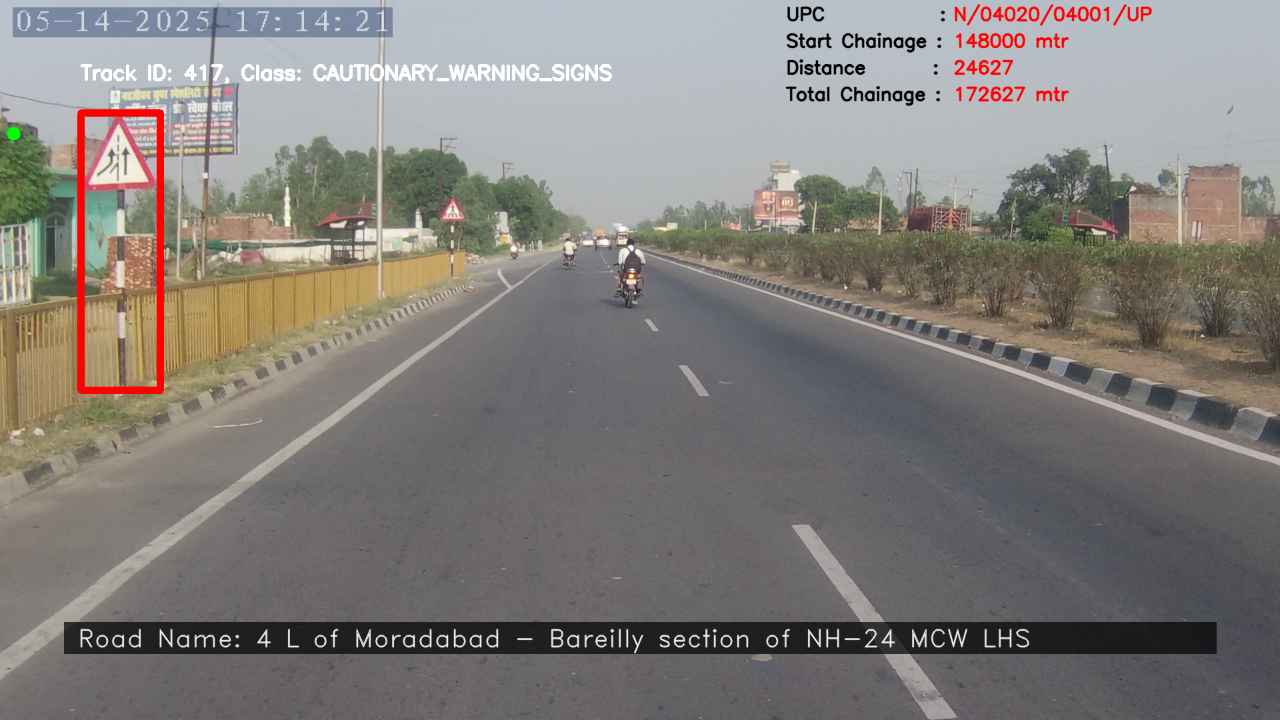 05-14-2025 17:14:21
UPC : N/04020/04001/UP
Start Chainage : 148000 mtr
Distance : 24627
Total Chainage : 172627 mtr
Track ID: 417, Class: CAUTIONARY_WARNING_SIGNS
Road Name: 4 L of Moradabad - Bareilly section of NH-24 MCW LHS